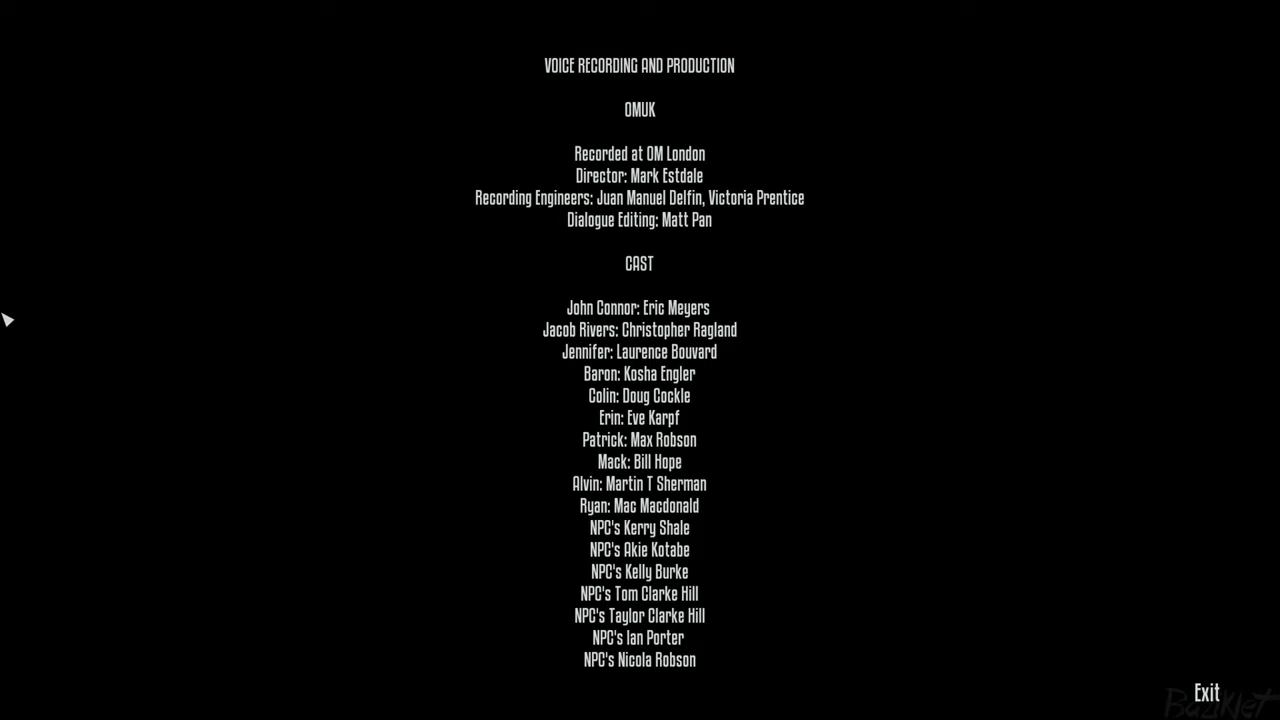 VOICE RECORDING AND PRODUCTION
OMUK
Recorded at OM London
Director: Mark Estdale
Recording Engineers: Juan Manuel Delfin, Victoria Prentice
Dialogue Editing: Matt Pan
CAST
John Connor: Eric Meyers
Jacob Rivers: Christopher Ragland
Jennifer: Laurence Bouvard
Baron: Kosha Engler
Colin: Doug Cockle
Erin: Eve Karpf
Patrick: Max Robson
Mack: Bill Hope
Alvin: Martin T Sherman
Ryan: Mac Macdonald
NPC's Kerry Shale
NPC's Akie Kotabe
NPC's Kelly Burke
NPC's Tom Clarke Hill
NPC's Taylor Clarke Hill
NPC's Ian Porter
NPC's Nicola Robson
Exit